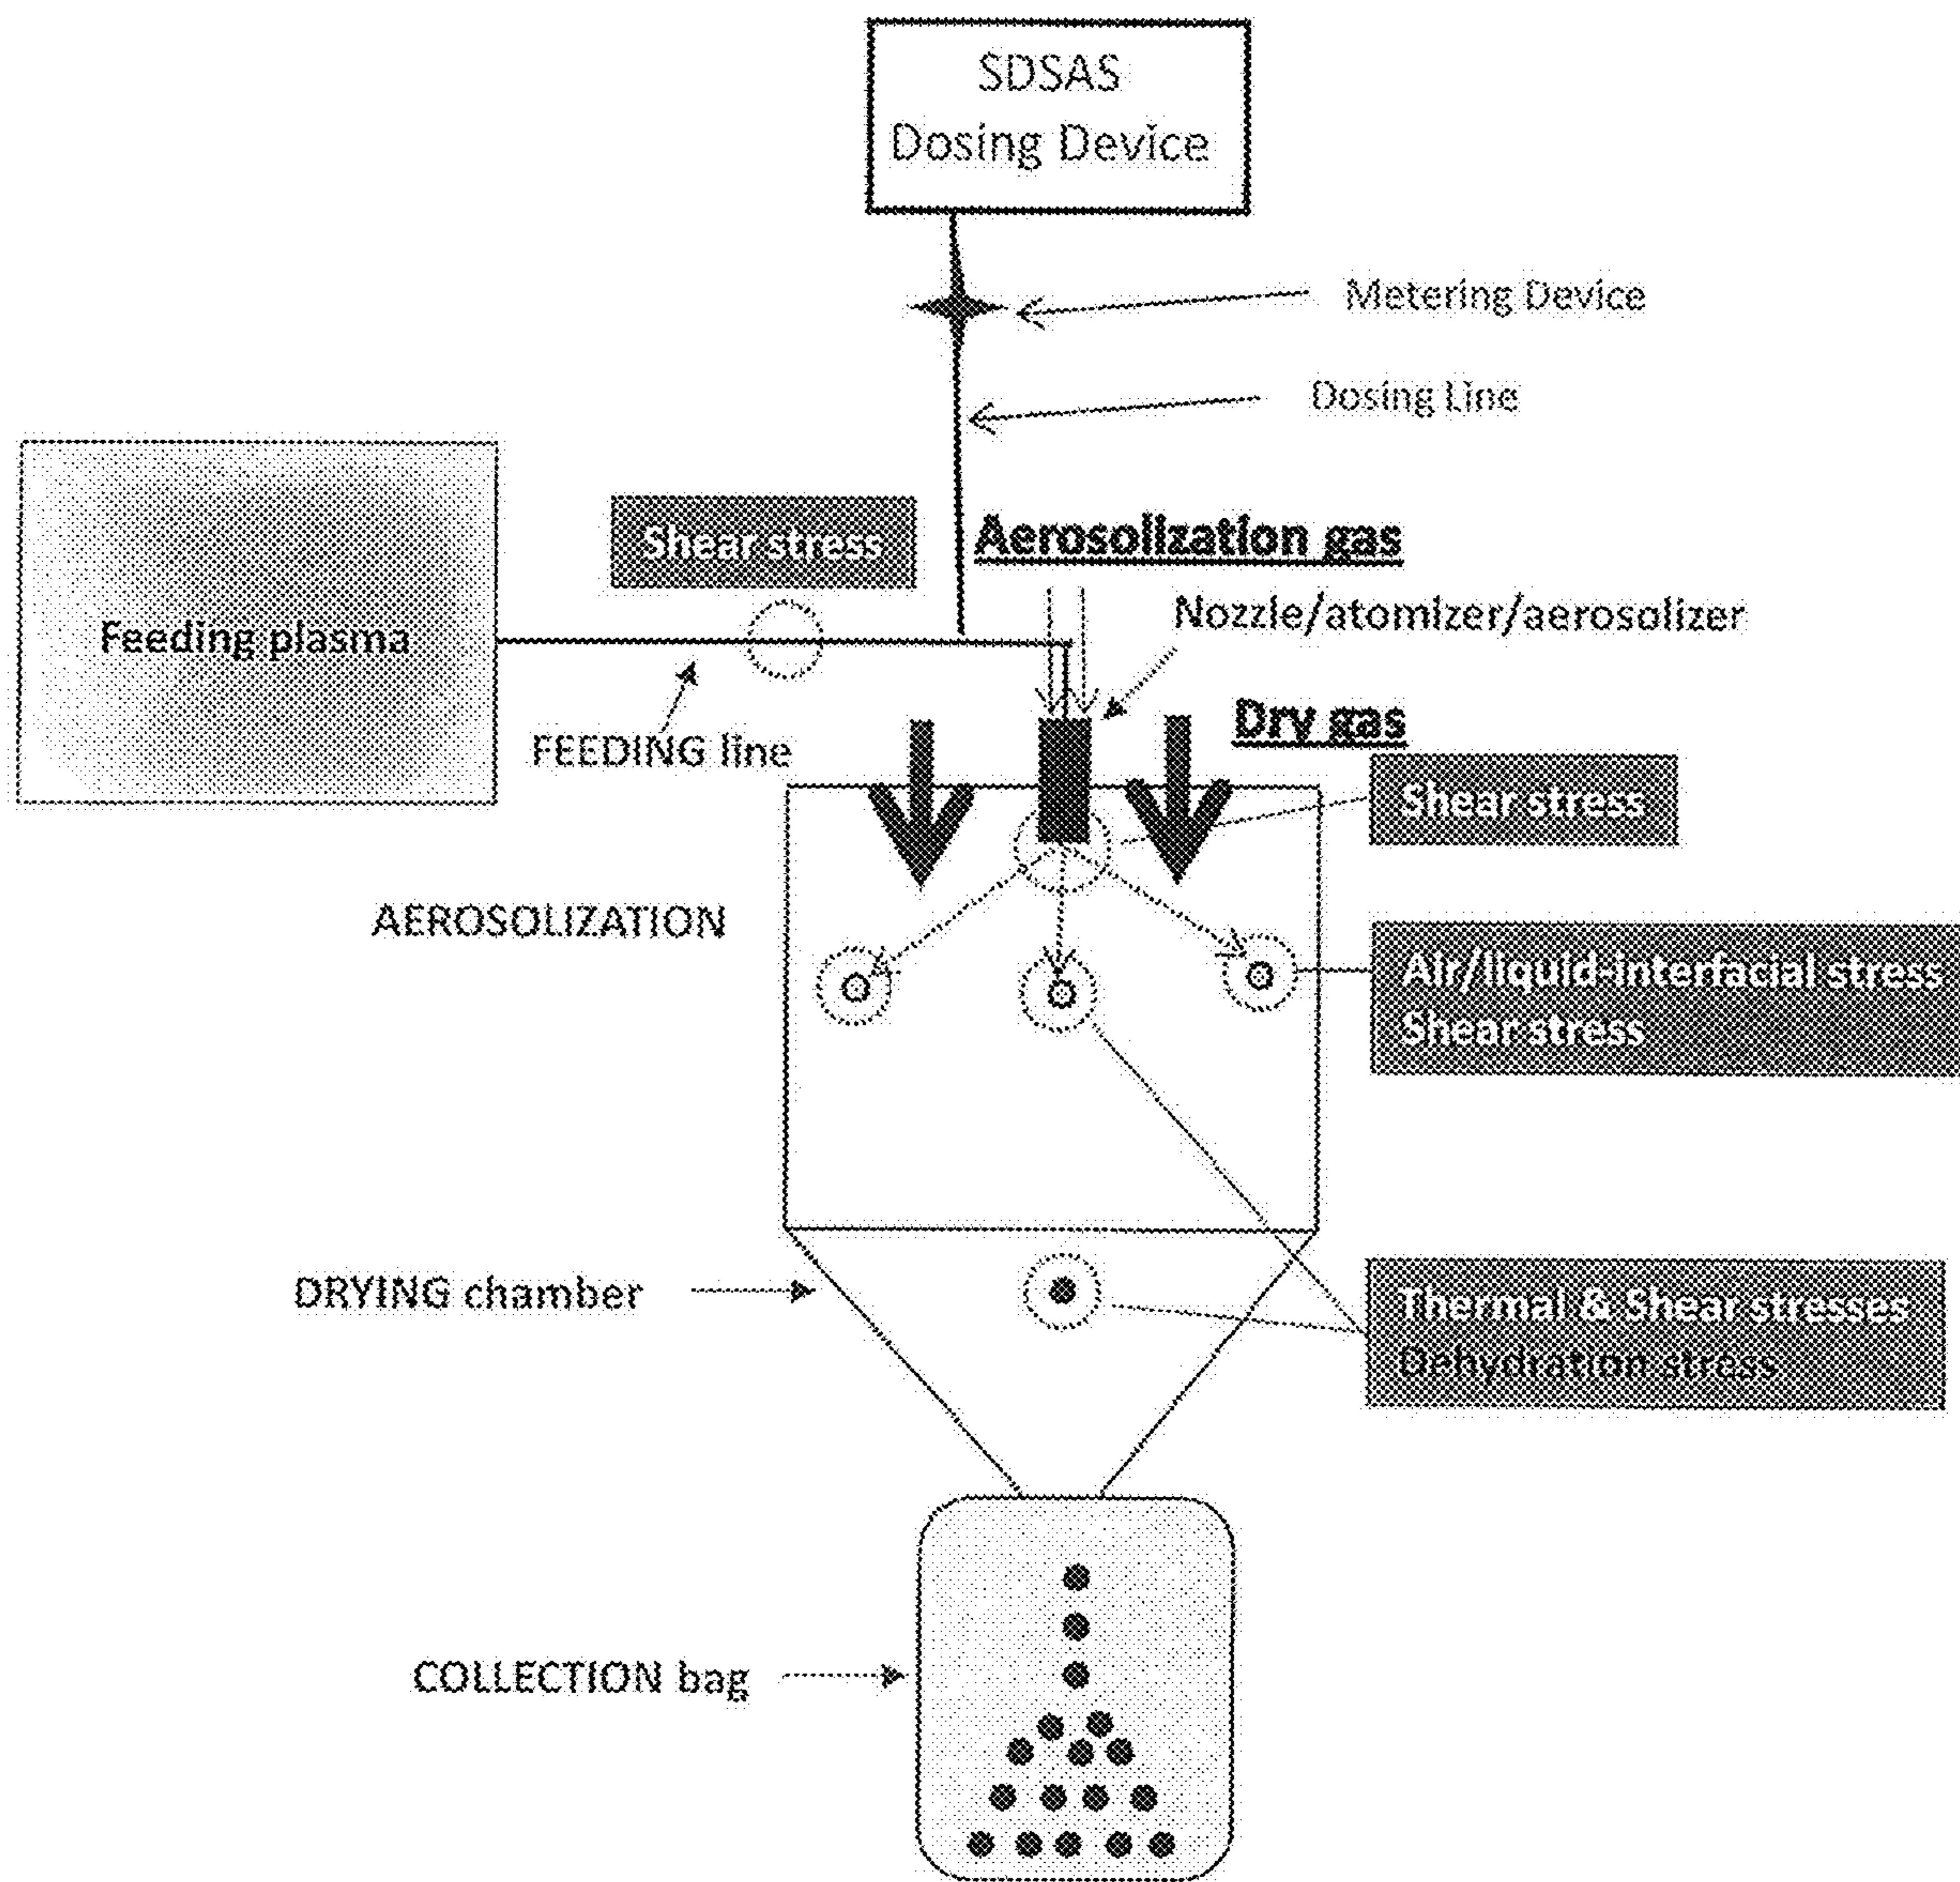 SDSAS
Dosing Device
Metering Device
Dosing Line
Shear stress
Aerosolization gas
Feeding plasma
Nozzle/atomizer/aerosolizer
FEEDING line
Dry gas
Shear stress
AEROSOLIZATION
Air/liquid-interfacial stress
Shear stress
DRYING chamber
Thermal & Shear stresses
Dehydration stress
COLLECTION bag